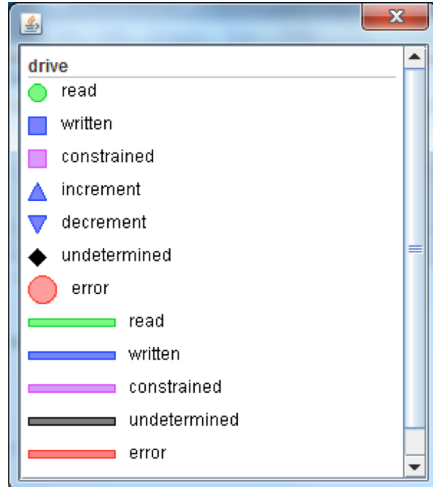 drive
read
written
constrained
increment
decrement
undetermined
error
read
written
constrained
undetermined
error